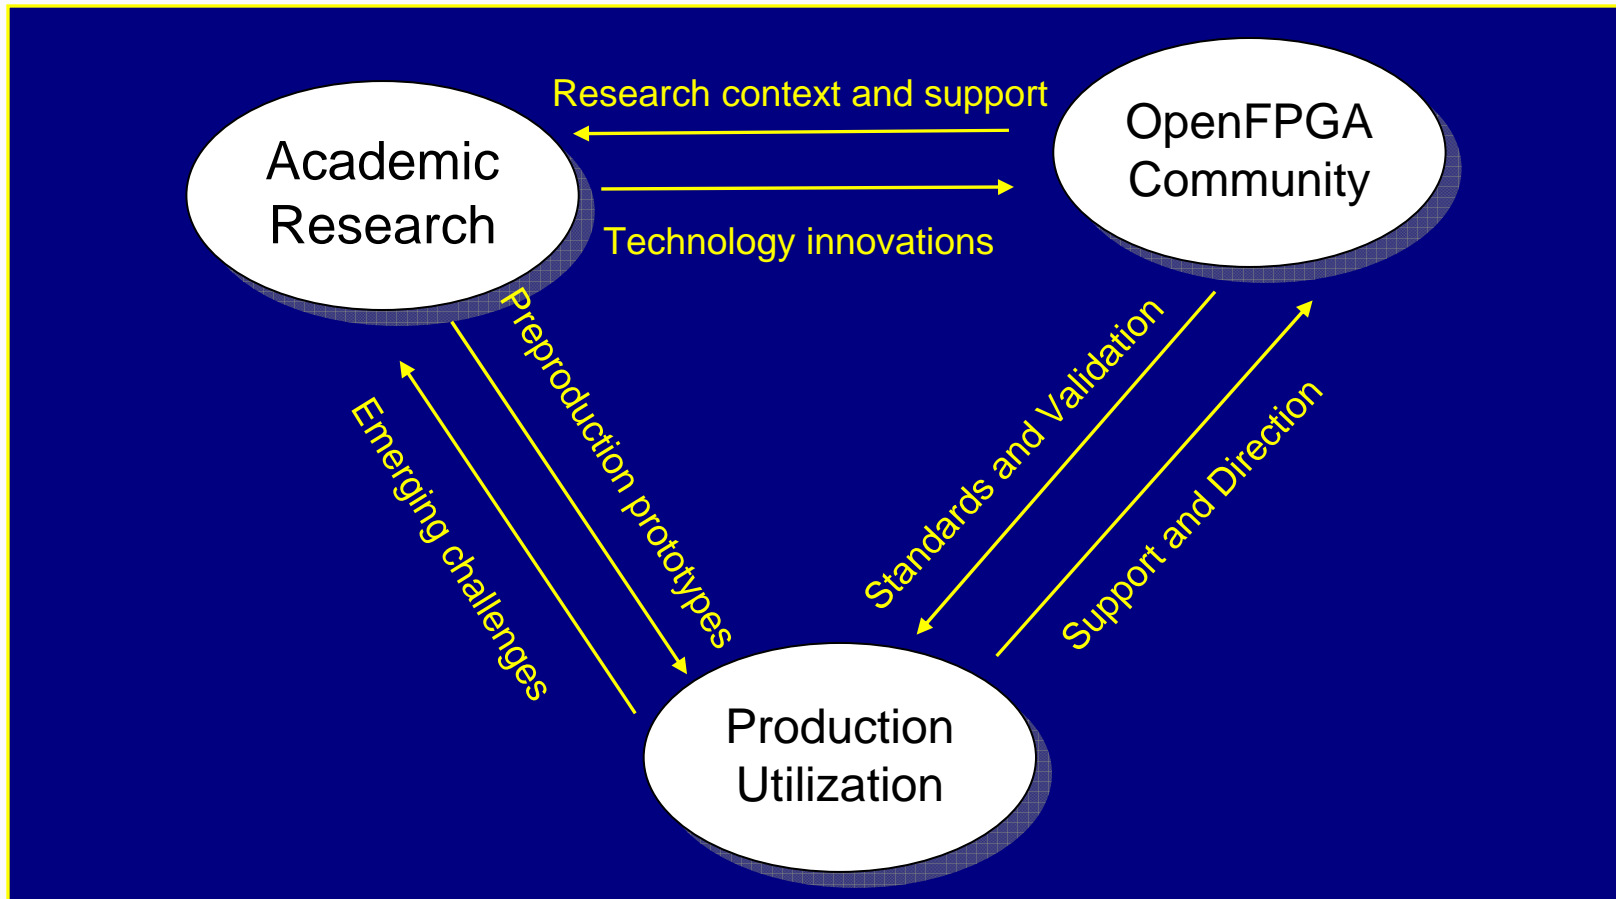 Research context and support
OpenFPGA
Community
Academic
Research
Technology innovations
Preproduction prototypes
Emerging challenges
Standards and Validation
Support and Direction
Production
Utilization